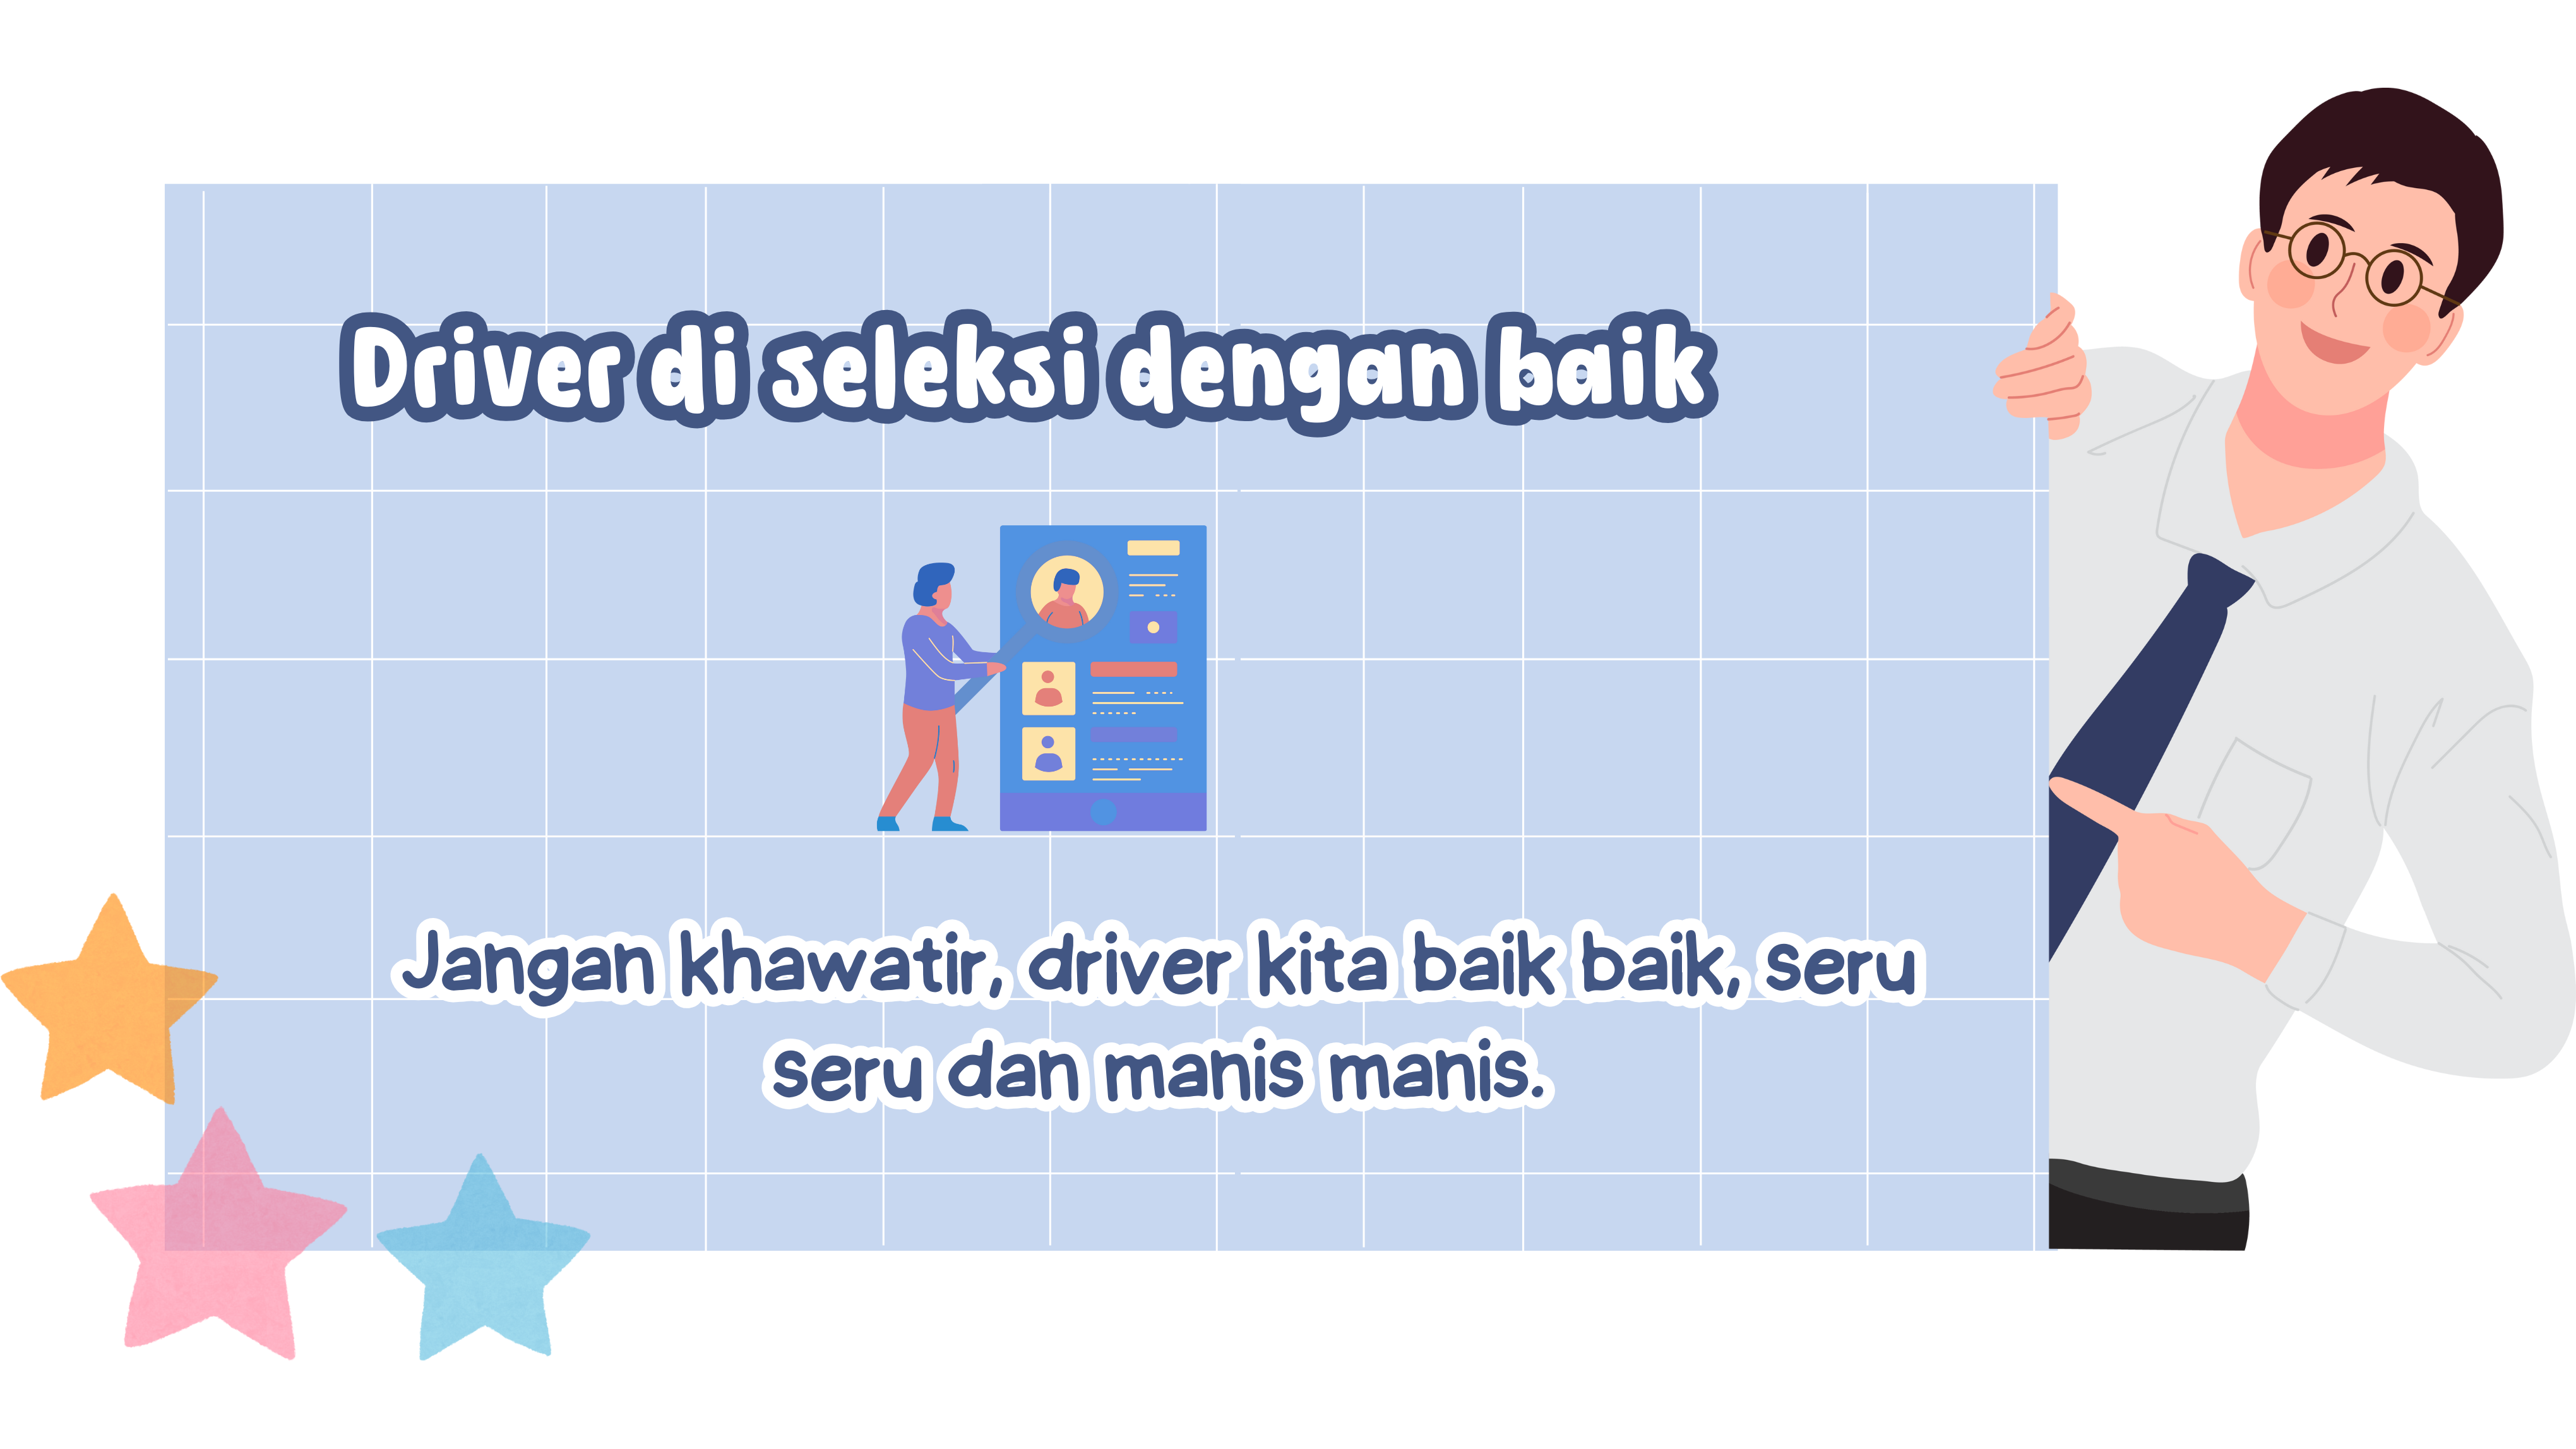 Driver di seleksi dengan baik
Jangan khawatir, driver kita baik baik, seru
seru dan manis manis.